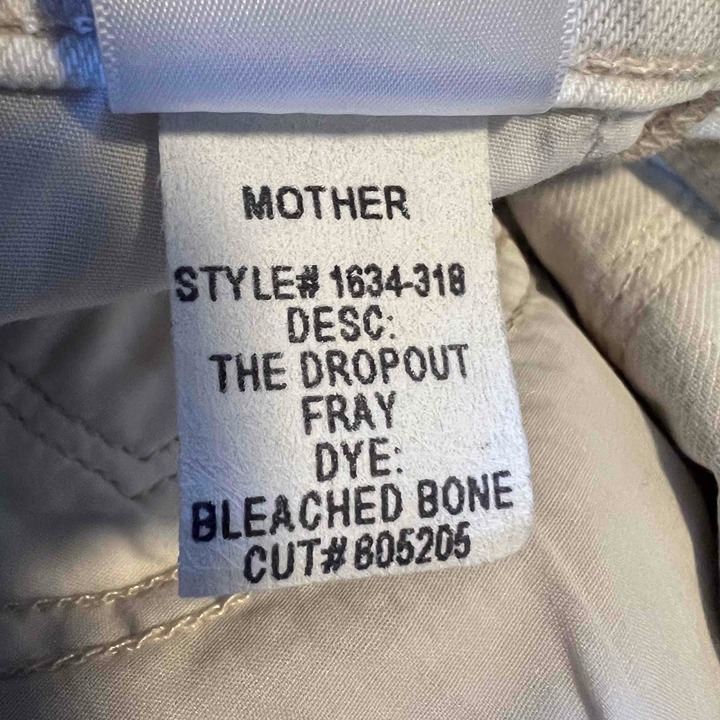 MOTHER
STYLE# 1634-318
DESC:
THE DROPOUT
FRAY
DYE:
BLEACHED BONE
CUT# 805205